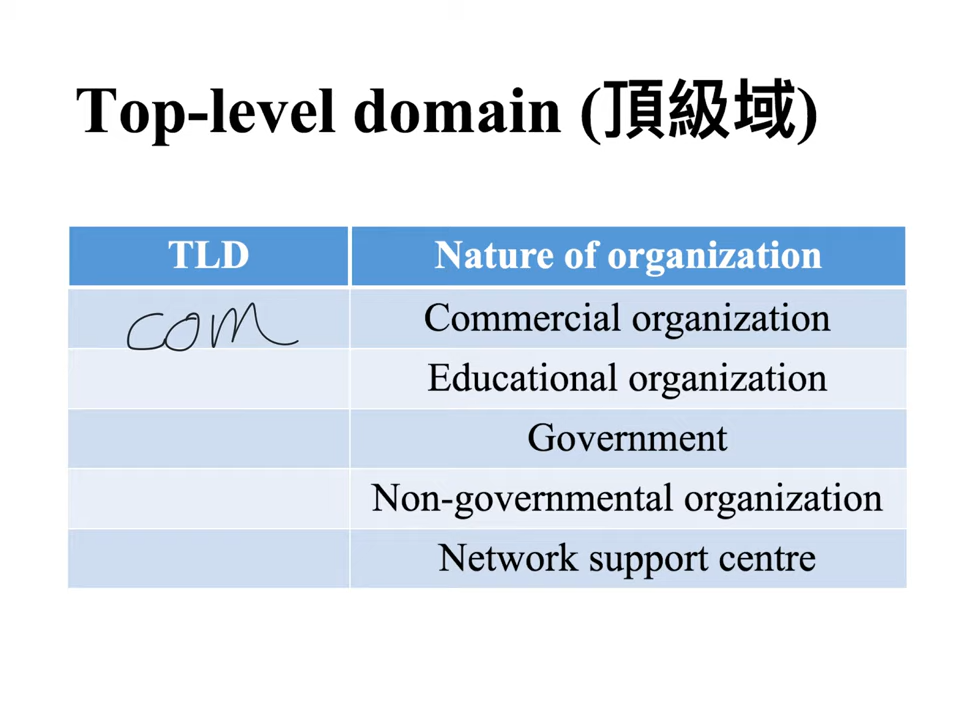 Top-level domain (頂級域)
TLD Nature of organization
com Commercial organization
Educational organization
Government
Non-governmental organization
Network support centre